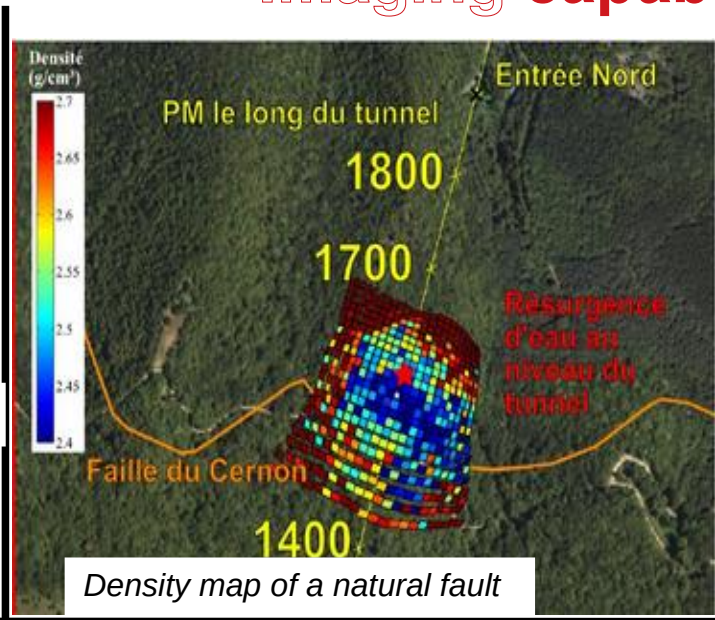 Densité
(g/cm³)
2.7
2.65
2.6
2.55
2.5
2.45
2.4
Entrée Nord
PM le long du tunnel
1800
1700
Résurgence
d'eau au
niveau du
tunnel
Faille du Cernon
1400
Density map of a natural fault